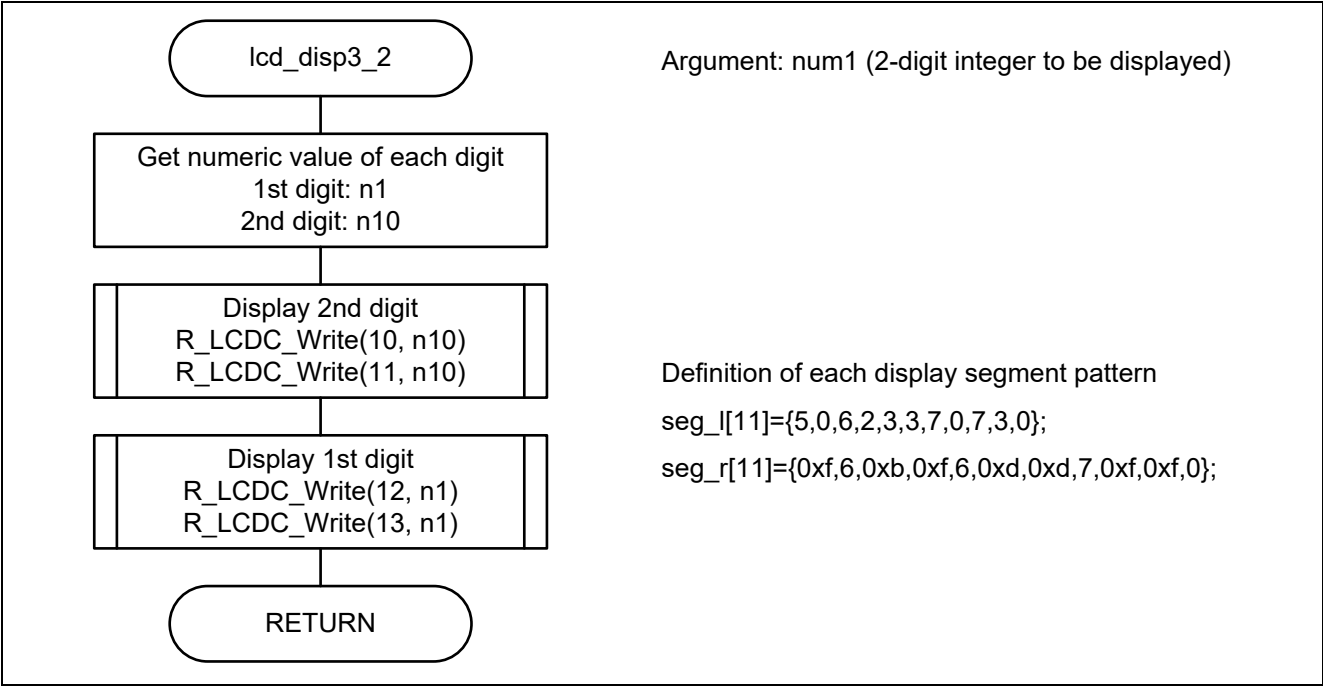 lcd_disp3_2
Argument: num1 (2-digit integer to be displayed)
Get numeric value of each digit
1st digit: n1
2nd digit: n10
Display 2nd digit
R_LCDC_Write(10, n10)
R_LCDC_Write(11, n10)
Definition of each display segment pattern
seg_l[11]={5,0,6,2,3,3,7,0,7,3,0};
seg_r[11]={0xf,6,0xb,0xf,6,0xd,0xd,7,0xf,0xf,0};
Display 1st digit
R_LCDC_Write(12, n1)
R_LCDC_Write(13, n1)
RETURN